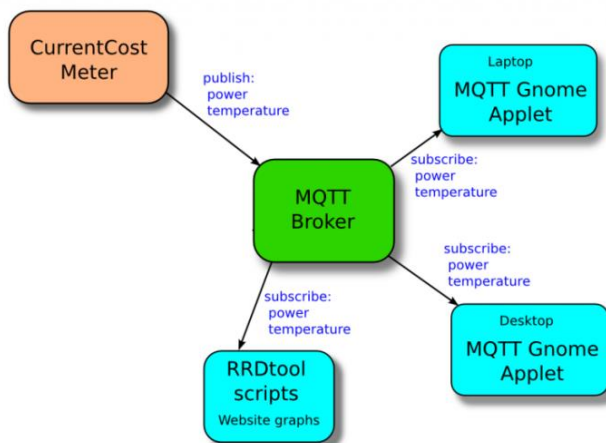 CurrentCost
Meter
publish:
power
temperature
Laptop
MQTT Gnome
Applet
subscribe:
power
temperature
MQTT
Broker
subscribe:
power
temperature
Desktop
MQTT Gnome
Applet
subscribe:
power
temperature
RRDtool
scripts
Website graphs